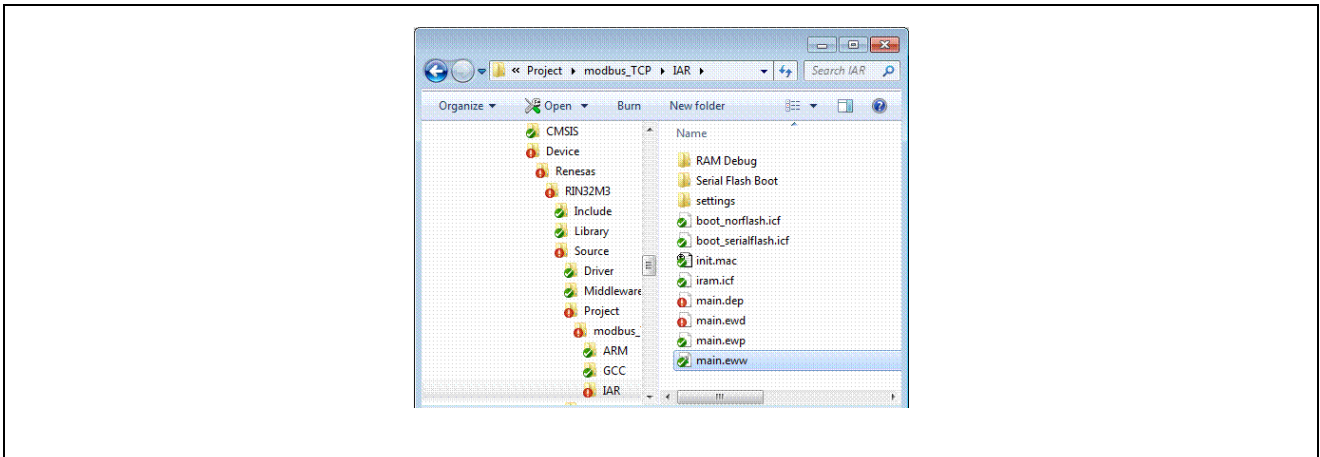 « Project ▸ modbus_TCP ▸ IAR ▸
Search IAR
Organize
Open
Burn
New folder
CMSIS
Device
Renesas
RIN32M3
Include
Library
Source
Driver
Middleware
Project
modbus_
ARM
GCC
IAR
Name
RAM Debug
Serial Flash Boot
settings
boot_norflash.icf
boot_serialflash.icf
init.mac
iram.icf
main.dep
main.ewd
main.ewp
main.eww